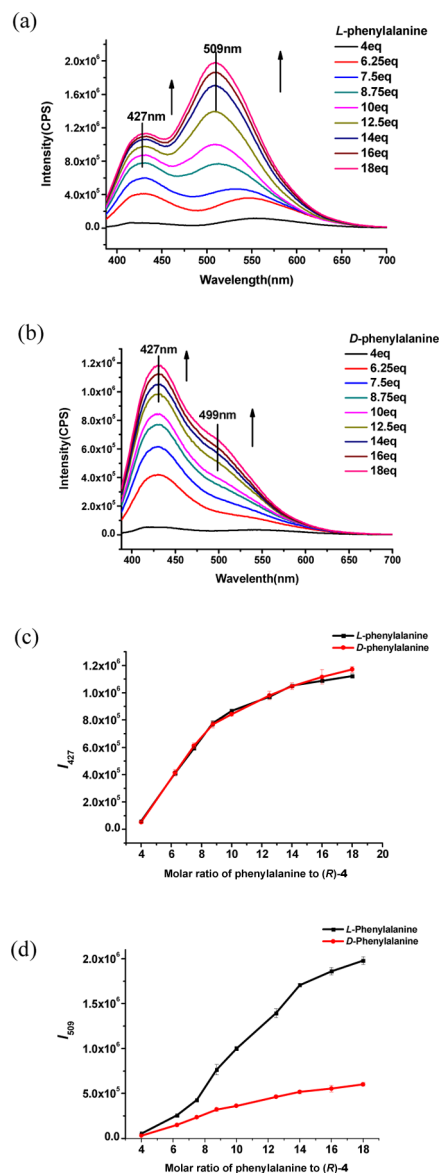 (a)
509nm
427nm
L-phenylalanine
4eq
6.25eq
7.5eq
8.75eq
10eq
12.5eq
14eq
16eq
18eq
2.0x10⁶
1.6x10⁶
1.2x10⁶
8.0x10⁵
4.0x10⁵
0.0
Intensity(CPS)
400 450 500 550 600 650 700
Wavelength(nm)
(b)
427nm
499nm
D-phenylalanine
4eq
6.25eq
7.5eq
8.75eq
10eq
12.5eq
14eq
16eq
18eq
1.2x10⁶
1.0x10⁶
8.0x10⁵
6.0x10⁵
4.0x10⁵
2.0x10⁵
0.0
Intensity(CPS)
400 450 500 550 600 650 700
Wavelenth(nm)
(c)
L-phenylalanine
D-phenylalanine
1.2x10⁶
1.0x10⁶
8.0x10⁵
6.0x10⁵
4.0x10⁵
2.0x10⁵
0.0
I₄₂₇
4 6 8 10 12 14 16 18 20
Molar ratio of phenylalanine to (R)-4
(d)
L-Phenylalanine
D-Phenylalanine
2.0x10⁶
1.5x10⁶
1.0x10⁶
5.0x10⁵
0.0
I₅₀₉
4 6 8 10 12 14 16 18
Molar ratio of phenylalanine to (R)-4